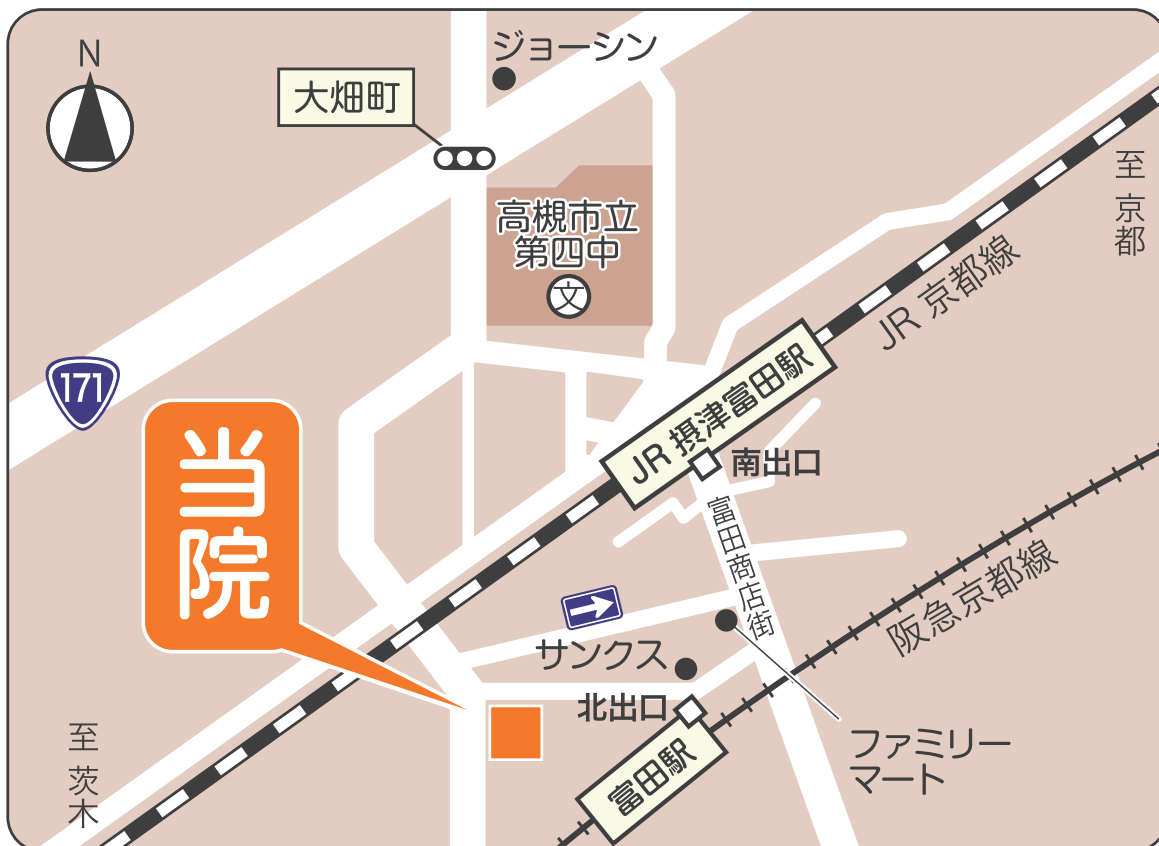 N
ジョーシン
大畑町
高槻市立
第四中
文
至 京都
JR 京都線
171
JR 摂津富田駅
南出口
当院
富田商店街
阪急京都線
サンクス
北出口
富田駅
ファミリー
マート
至 茨木